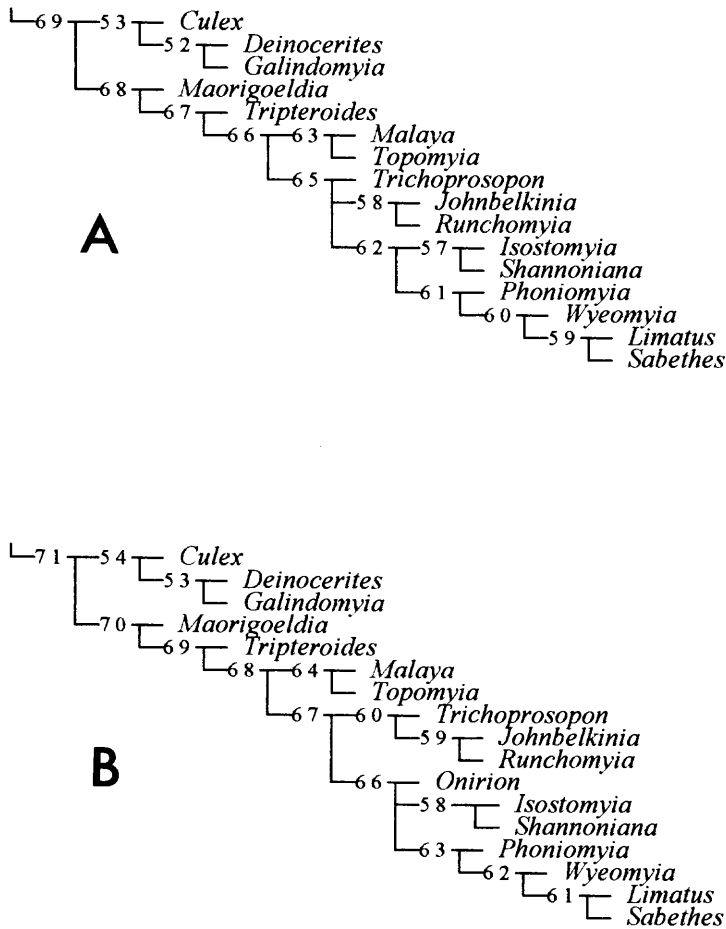 69 53 Culex
52 Deinocerites
Galindomyia
68 Maorigoeldia
67 Tripteroides
66 63 Malaya
Topomyia
65 Trichoprosopon
58 Johnbelkinia
Runchomyia
A
62 57 Isostomyia
Shannoniana
61 Phoniomyia
60 Wyeomyia
59 Limatus
Sabethes
71 54 Culex
53 Deinocerites
Galindomyia
70 Maorigoeldia
69 Tripteroides
68 64 Malaya
Topomyia
67 60 Trichoprosopon
59 Johnbelkinia
Runchomyia
B
66 Onirion
58 Isostomyia
Shannoniana
63 Phoniomyia
62 Wyeomyia
61 Limatus
Sabethes